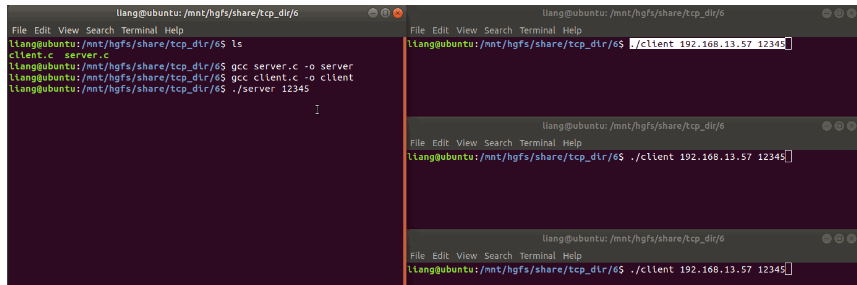 liang@ubuntu: /mnt/hgfs/share/tcp_dir/6
File Edit View Search Terminal Help
liang@ubuntu:/mnt/hgfs/share/tcp_dir/6$ ls
client.c server.c
liang@ubuntu:/mnt/hgfs/share/tcp_dir/6$ gcc server.c -o server
liang@ubuntu:/mnt/hgfs/share/tcp_dir/6$ gcc client.c -o client
liang@ubuntu:/mnt/hgfs/share/tcp_dir/6$ ./server 12345
liang@ubuntu: /mnt/hgfs/share/tcp_dir/6
File Edit View Search Terminal Help
liang@ubuntu:/mnt/hgfs/share/tcp_dir/6$ ./client 192.168.13.57 12345
liang@ubuntu: /mnt/hgfs/share/tcp_dir/6
File Edit View Search Terminal Help
liang@ubuntu:/mnt/hgfs/share/tcp_dir/6$ ./client 192.168.13.57 12345
liang@ubuntu: /mnt/hgfs/share/tcp_dir/6
File Edit View Search Terminal Help
liang@ubuntu:/mnt/hgfs/share/tcp_dir/6$ ./client 192.168.13.57 12345